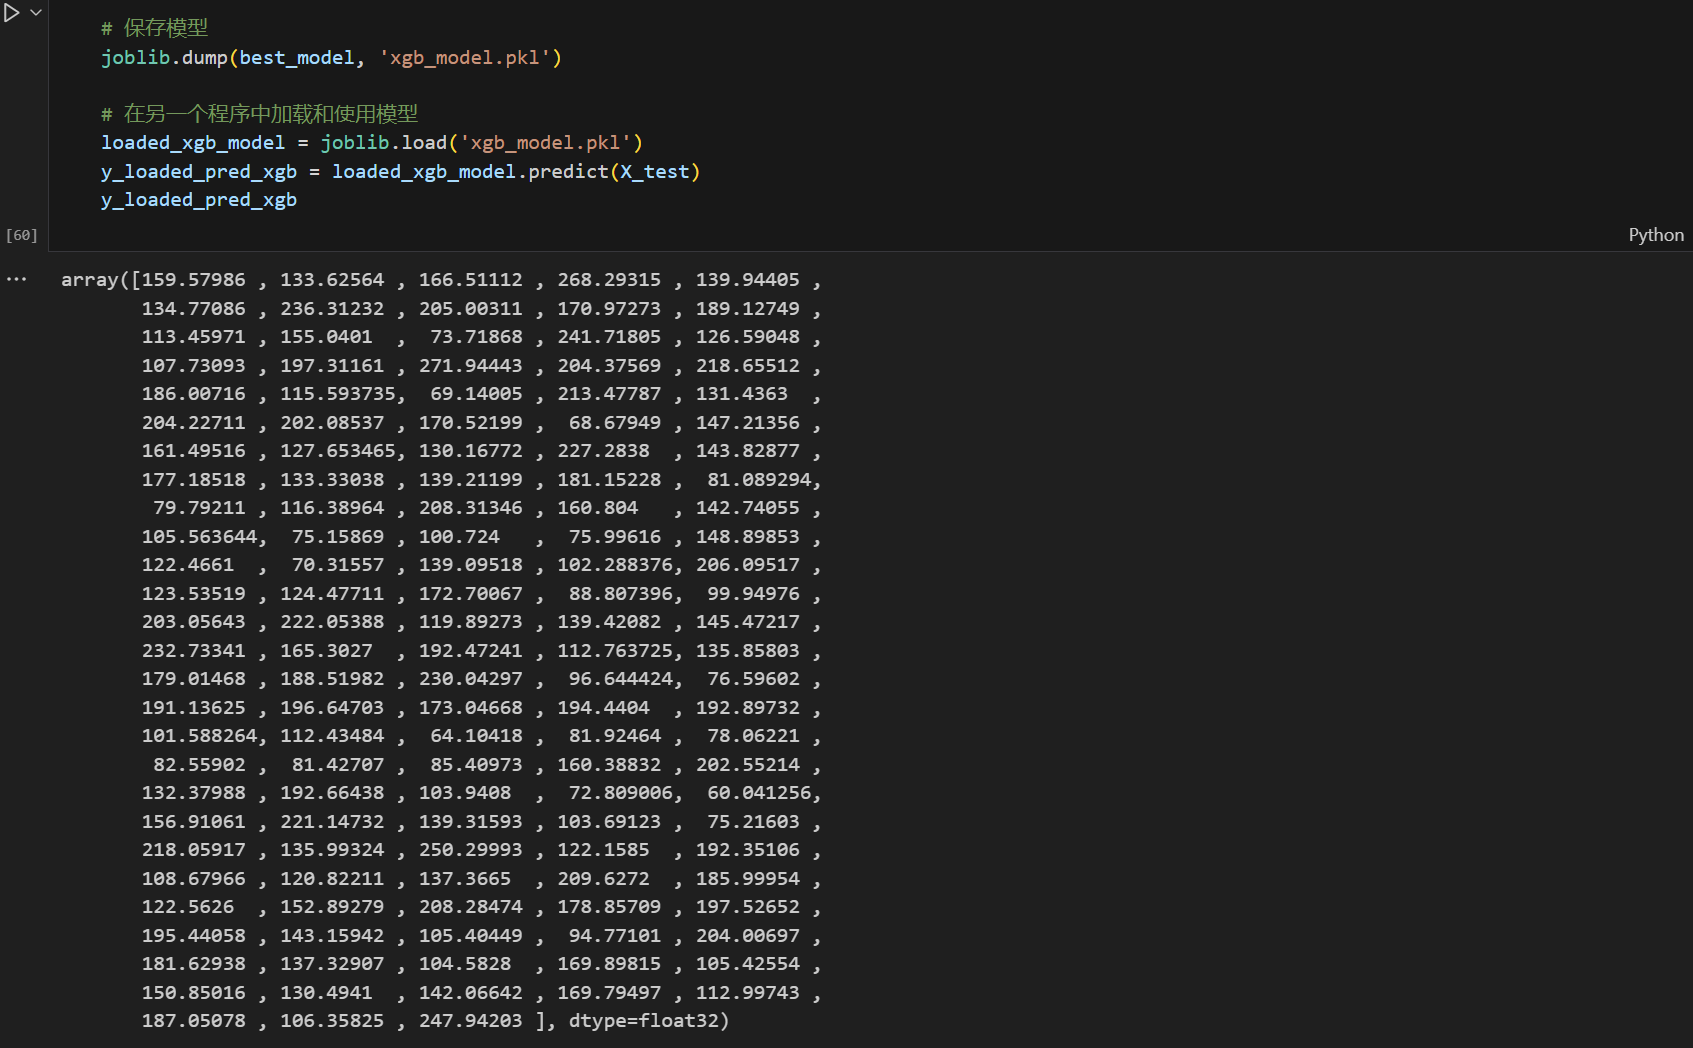 # 保存模型
joblib.dump(best_model, 'xgb_model.pkl')
# 在另一个程序中加载和使用模型
loaded_xgb_model = joblib.load('xgb_model.pkl')
y_loaded_pred_xgb = loaded_xgb_model.predict(X_test)
y_loaded_pred_xgb
[60]
Python
array([159.57986 , 133.62564 , 166.51112 , 268.29315 , 139.94405 ,
134.77086 , 236.31232 , 205.00311 , 170.97273 , 189.12749 ,
113.45971 , 155.0401  ,  73.71868 , 241.71805 , 126.59048 ,
107.73093 , 197.31161 , 271.94443 , 204.37569 , 218.65512 ,
186.00716 , 115.593735,  69.14005 , 213.47787 , 131.4363  ,
204.22711 , 202.08537 , 170.52199 ,  68.67949 , 147.21356 ,
161.49516 , 127.653465, 130.16772 , 227.2838  , 143.82877 ,
177.18518 , 133.33038 , 139.21199 , 181.15228 ,  81.089294,
79.79211 , 116.38964 , 208.31346 , 160.804   , 142.74055 ,
105.563644,  75.15869 , 100.724   ,  75.99616 , 148.89853 ,
122.4661  ,  70.31557 , 139.09518 , 102.288376, 206.09517 ,
123.53519 , 124.47711 , 172.70067 ,  88.807396,  99.94976 ,
203.05643 , 222.05388 , 119.89273 , 139.42082 , 145.47217 ,
232.73341 , 165.3027  , 192.47241 , 112.763725, 135.85803 ,
179.01468 , 188.51982 , 230.04297 ,  96.644424,  76.59602 ,
191.13625 , 196.64703 , 173.04668 , 194.4404  , 192.89732 ,
101.588264, 112.43484 ,  64.10418 ,  81.92464 ,  78.06221 ,
82.55902 ,  81.42707 ,  85.40973 , 160.38832 , 202.55214 ,
132.37988 , 192.66438 , 103.9408  ,  72.809006,  60.041256,
156.91061 , 221.14732 , 139.31593 , 103.69123 ,  75.21603 ,
218.05917 , 135.99324 , 250.29993 , 122.1585  , 192.35106 ,
108.67966 , 120.82211 , 137.3665  , 209.6272  , 185.99954 ,
122.5626  , 152.89279 , 208.28474 , 178.85709 , 197.52652 ,
195.44058 , 143.15942 , 105.40449 ,  94.77101 , 204.00697 ,
181.62938 , 137.32907 , 104.5828  , 169.89815 , 105.42554 ,
150.85016 , 130.4941  , 142.06642 , 169.79497 , 112.99743 ,
187.05078 , 106.35825 , 247.94203 ], dtype=float32)